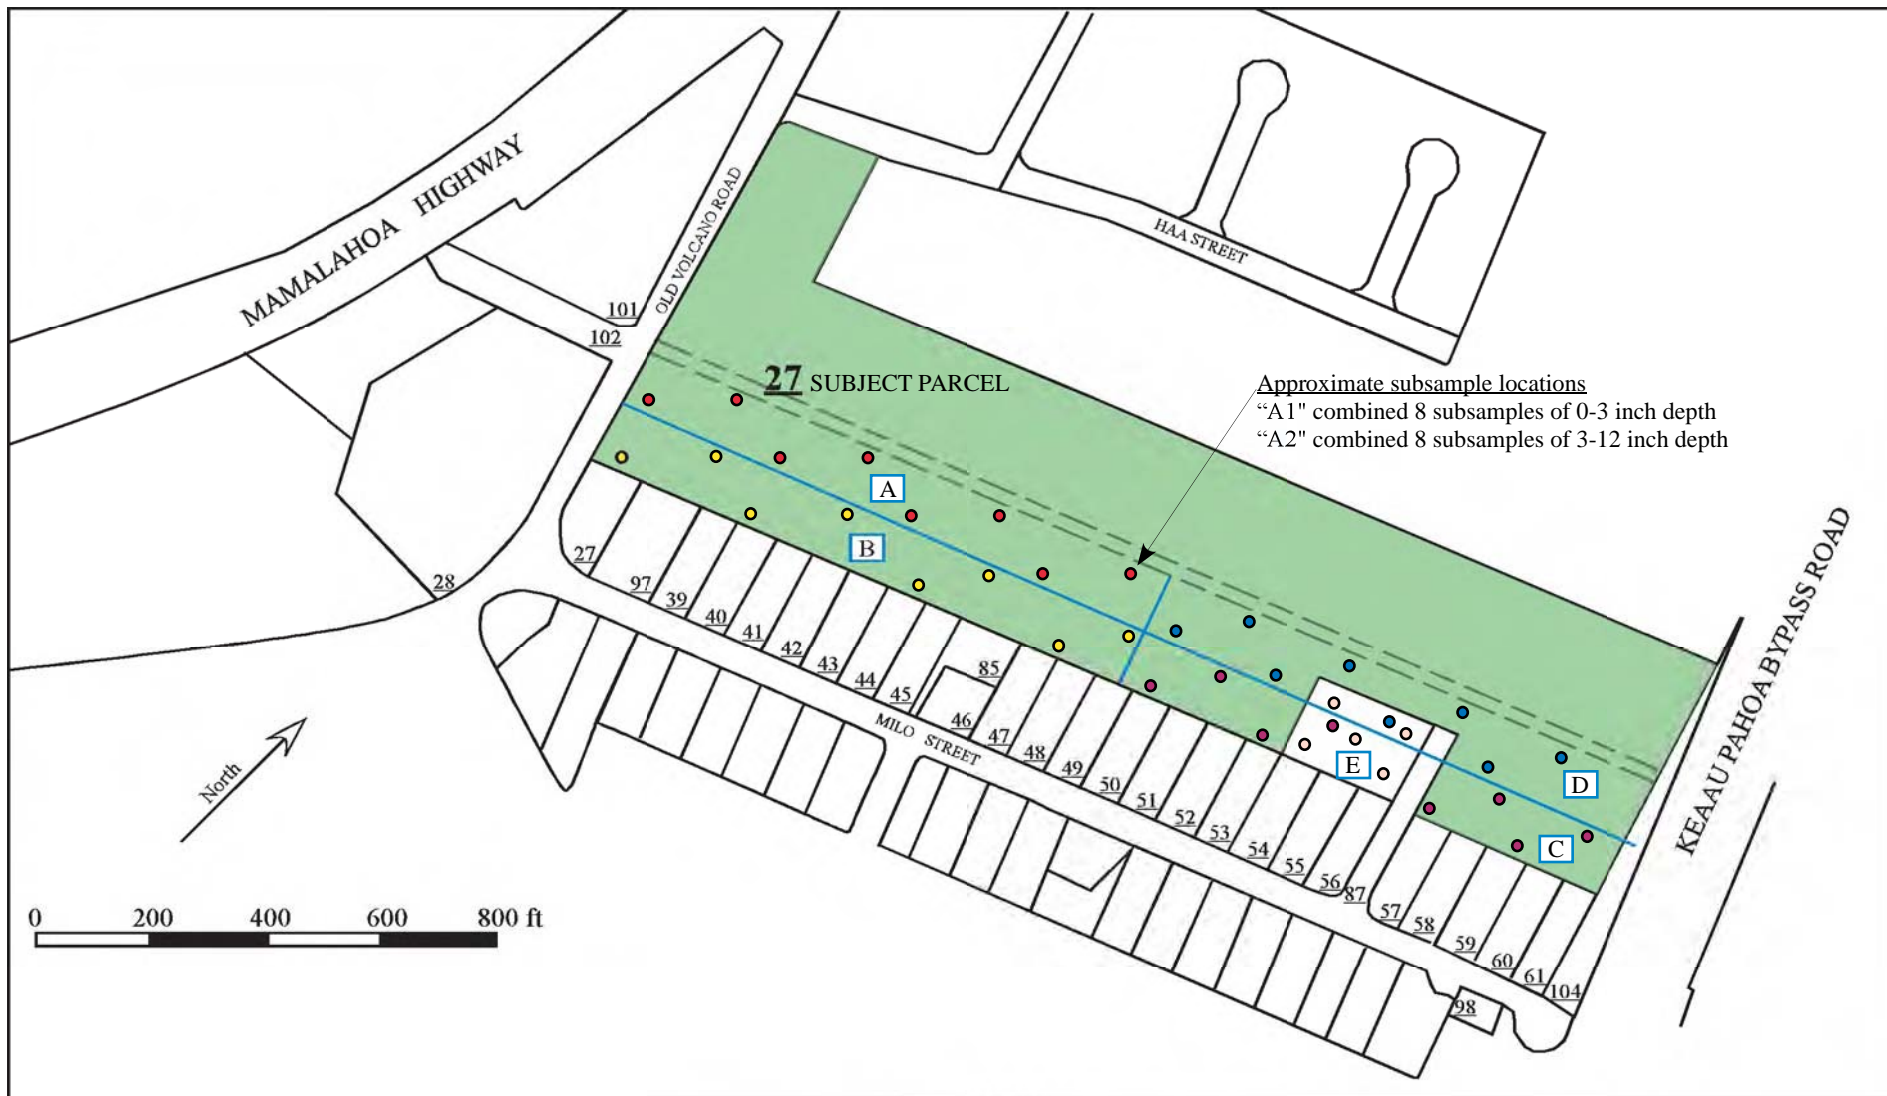 MAMALAHOA HIGHWAY
OLD VOLCANO ROAD
HAA STREET
101
102
27 SUBJECT PARCEL
Approximate subsample locations
“A1" combined 8 subsamples of 0-3 inch depth
“A2" combined 8 subsamples of 3-12 inch depth
A
B
KEAAU PAHOA BYPASS ROAD
28
27
97
39
40
41
42
43
44
45
85
46
47
48
49
50
51
52
53
54
55
56
87
57
58
59
60
61
104
98
MILO STREET
E
D
C
North
0 200 400 600 800 ft